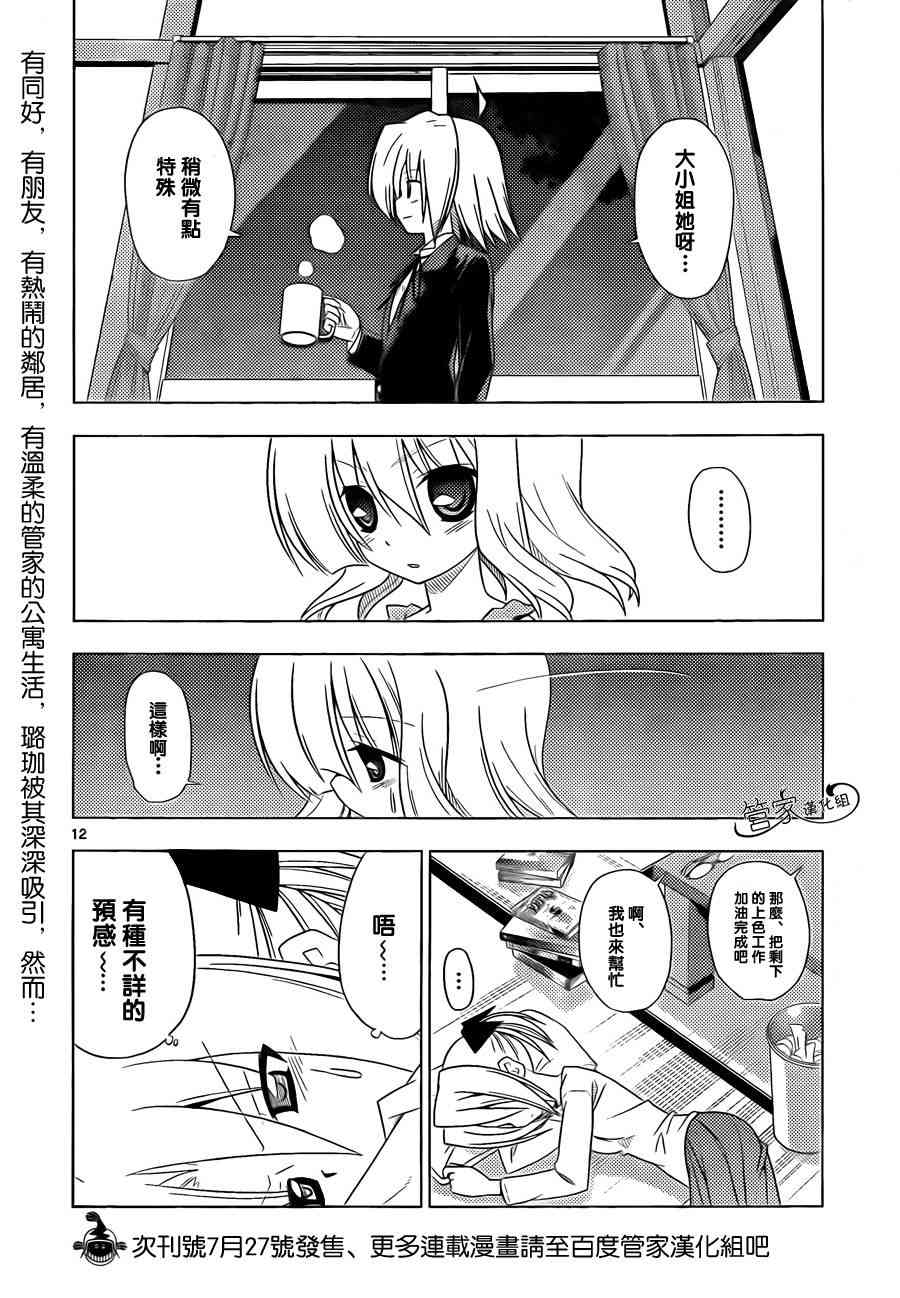 大小姐她呀…
稍微有點
特殊
………
這樣啊…
管家漢化組
12
那麼、把剩下
的上色工作
加油完成吧
啊、
我也來幫忙
…
唔～……
有種不詳的
預感～……
有同好，有朋友，有熱鬧的鄰居，有溫柔的管家的公寓生活，璐珈被其深深吸引，然而…
次刊號7月27號發售、更多連載漫畫請至百度管家漢化組吧